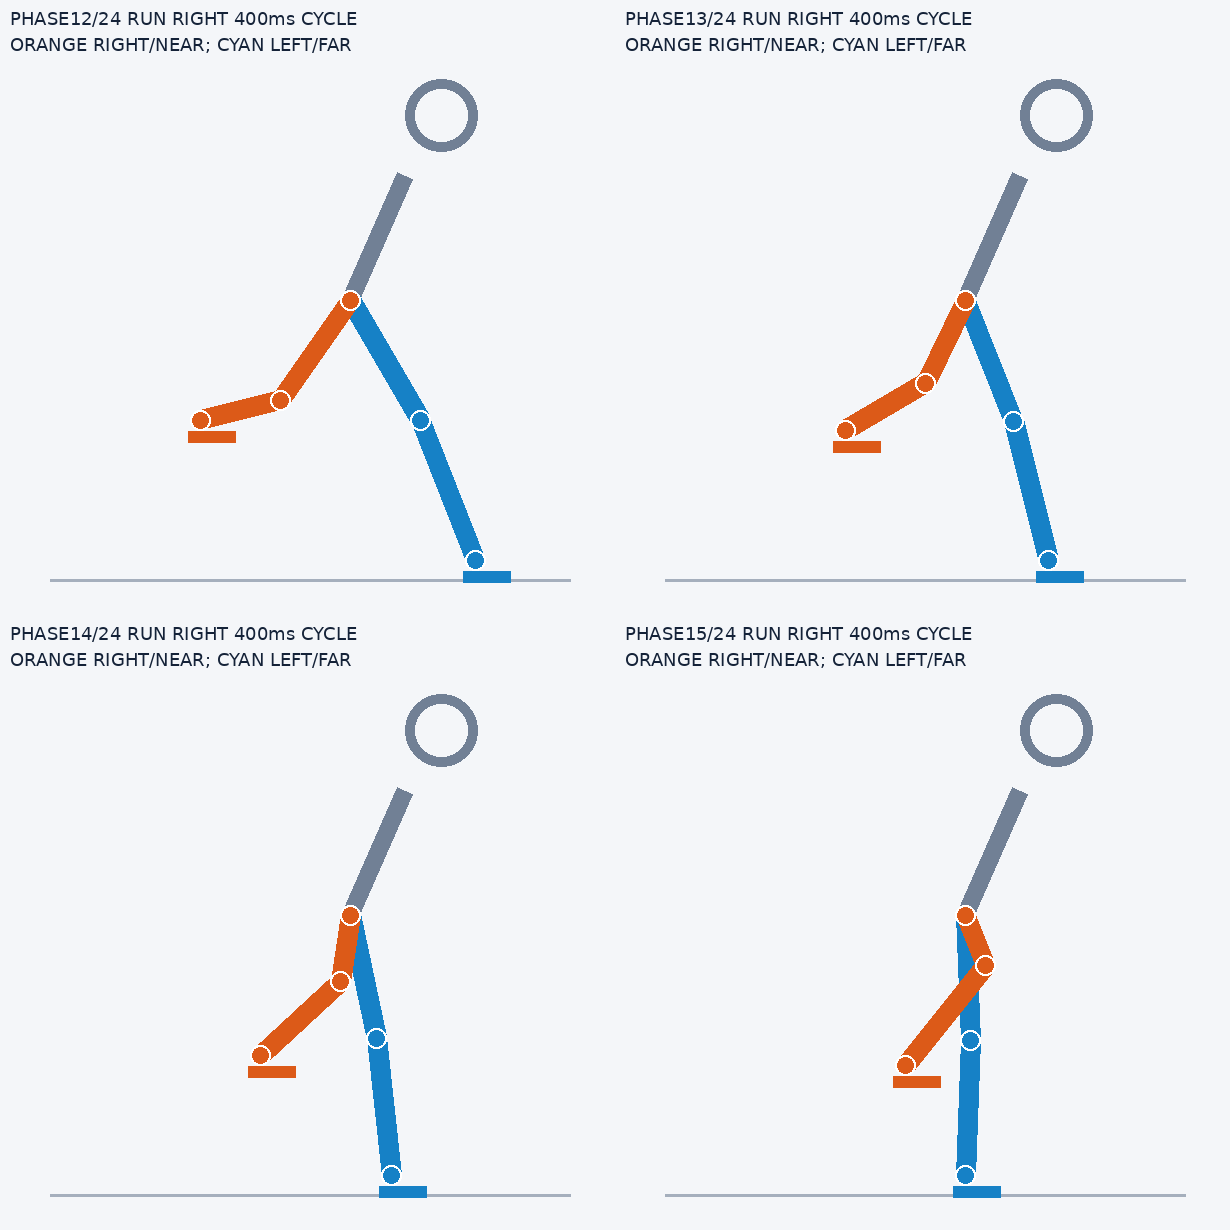 PHASE12/24 RUN RIGHT 400ms CYCLE
ORANGE RIGHT/NEAR; CYAN LEFT/FAR
PHASE13/24 RUN RIGHT 400ms CYCLE
ORANGE RIGHT/NEAR; CYAN LEFT/FAR
PHASE14/24 RUN RIGHT 400ms CYCLE
ORANGE RIGHT/NEAR; CYAN LEFT/FAR
PHASE15/24 RUN RIGHT 400ms CYCLE
ORANGE RIGHT/NEAR; CYAN LEFT/FAR